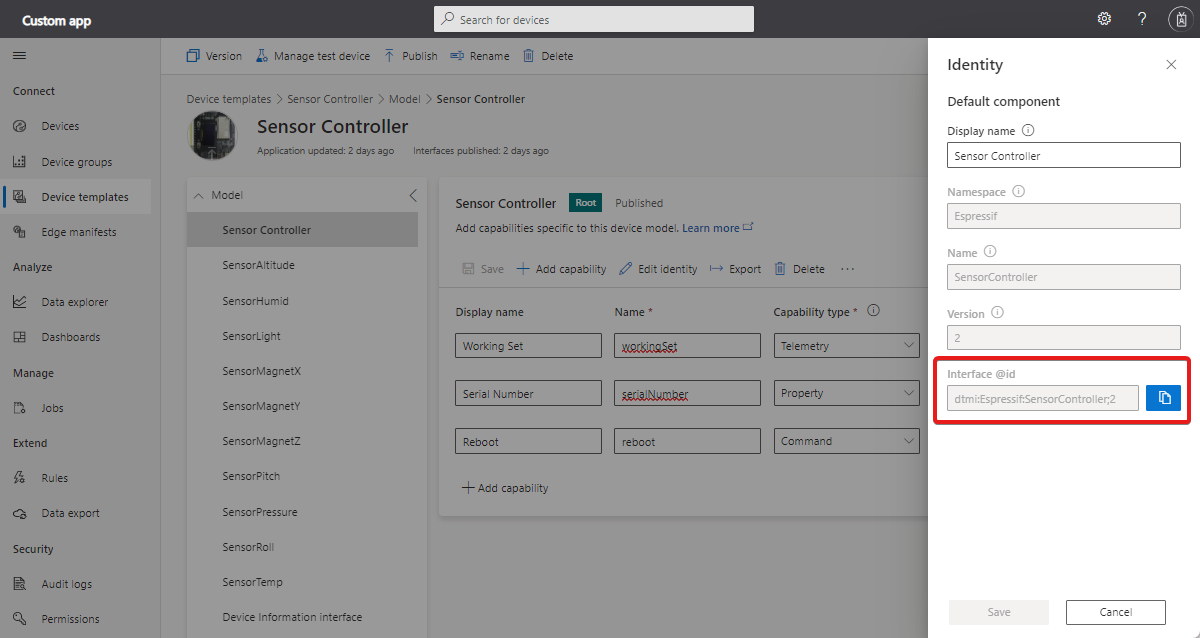 Custom app
Search for devices
?
Version
Manage test device
Publish
Rename
Delete
Connect
Devices
Device groups
Device templates
Edge manifests
Analyze
Data explorer
Dashboards
Manage
Jobs
Extend
Rules
Data export
Security
Audit logs
Permissions
Device templates > Sensor Controller > Model > Sensor Controller
Sensor Controller
Application updated: 2 days ago Interfaces published: 2 days ago
Model
Sensor Controller
SensorAltitude
SensorHumid
SensorLight
SensorMagnetX
SensorMagnetY
SensorMagnetZ
SensorPitch
SensorPressure
SensorRoll
SensorTemp
Device Information interface
Sensor Controller Root Published
Add capabilities specific to this device model. Learn more
Save + Add capability Edit identity Export Delete ...
Display name Name * Capability type *
Working Set workingSet Telemetry
Serial Number serialNumber Property
Reboot reboot Command
+ Add capability
Identity
Default component
Display name
Sensor Controller
Namespace
Espressif
Name
SensorController
Version
2
Interface @id
dtmi:Espressif:SensorController;2
Save Cancel